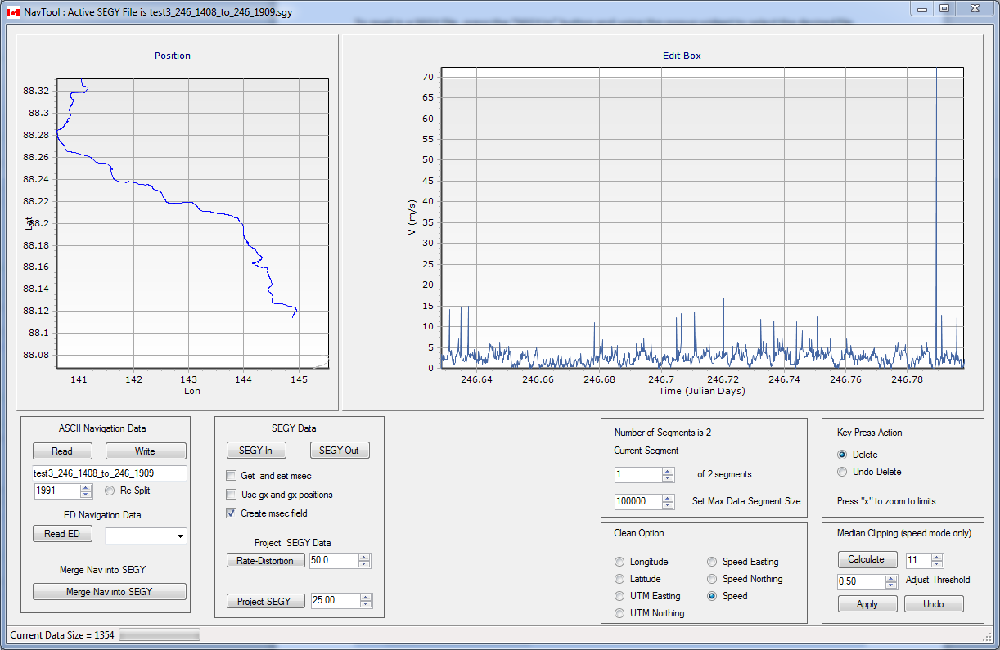 NavTool : Active SEGY File is test3_246_1408_to_246_1909.sgy
Position
88.32
88.3
88.28
88.26
88.24
88.22
88.2
88.18
88.16
88.14
88.12
88.1
88.08
Lat
141 142 143 144 145
Lon
Edit Box
70
65
60
55
50
45
40
35
30
25
20
15
10
5
0
V (m/s)
246.64 246.66 246.68 246.7 246.72 246.74 246.76 246.78
Time (Julian Days)
ASCII Navigation Data
Read Write
test3_246_1408_to_246_1909
1991 Re-Split
ED Navigation Data
Read ED
Merge Nav into SEGY
Merge Nav into SEGY
SEGY Data
SEGY In SEGY Out
Get and set msec
Use gx and gx positions
Create msec field
Project SEGY Data
Rate-Distortion 50.0
Project SEGY 25.00
Number of Segments is 2
Current Segment
1 of 2 segments
100000 Set Max Data Segment Size
Clean Option
Longitude Speed Easting
Latitude Speed Northing
UTM Easting Speed
UTM Northing
Key Press Action
Delete
Undo Delete
Press "x" to zoom to limits
Median Clipping (speed mode only)
Calculate 11
0.50 Adjust Threshold
Apply Undo
Current Data Size = 1354